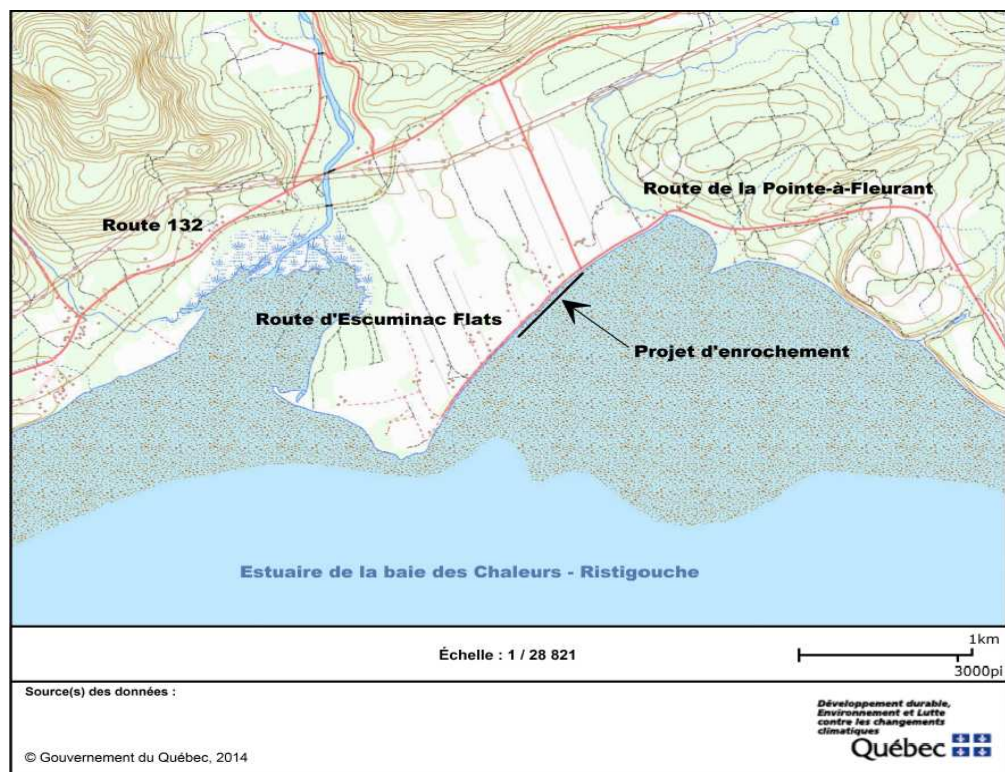 Route de la Pointe-à-Fleurant
Route 132
Route d'Escuminac Flats
Projet d'enrochement
Estuaire de la baie des Chaleurs - Ristigouche
Échelle : 1 / 28 821
1km
3000pi
Source(s) des données :
Développement durable,
Environnement et Lutte
contre les changements
climatiques
Québec
© Gouvernement du Québec, 2014